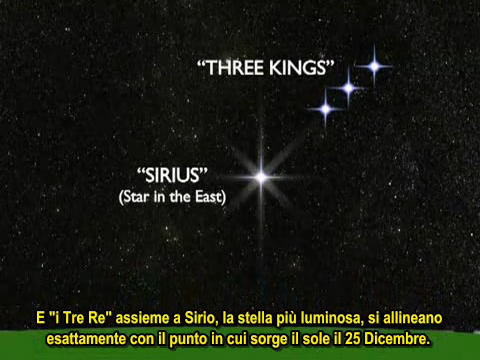 “THREE KINGS”
“SIRIUS”
(Star in the East)
E "i Tre Re" assieme a Sirio, la stella più luminosa, si allineano
esattamente con il punto in cui sorge il sole il 25 Dicembre.